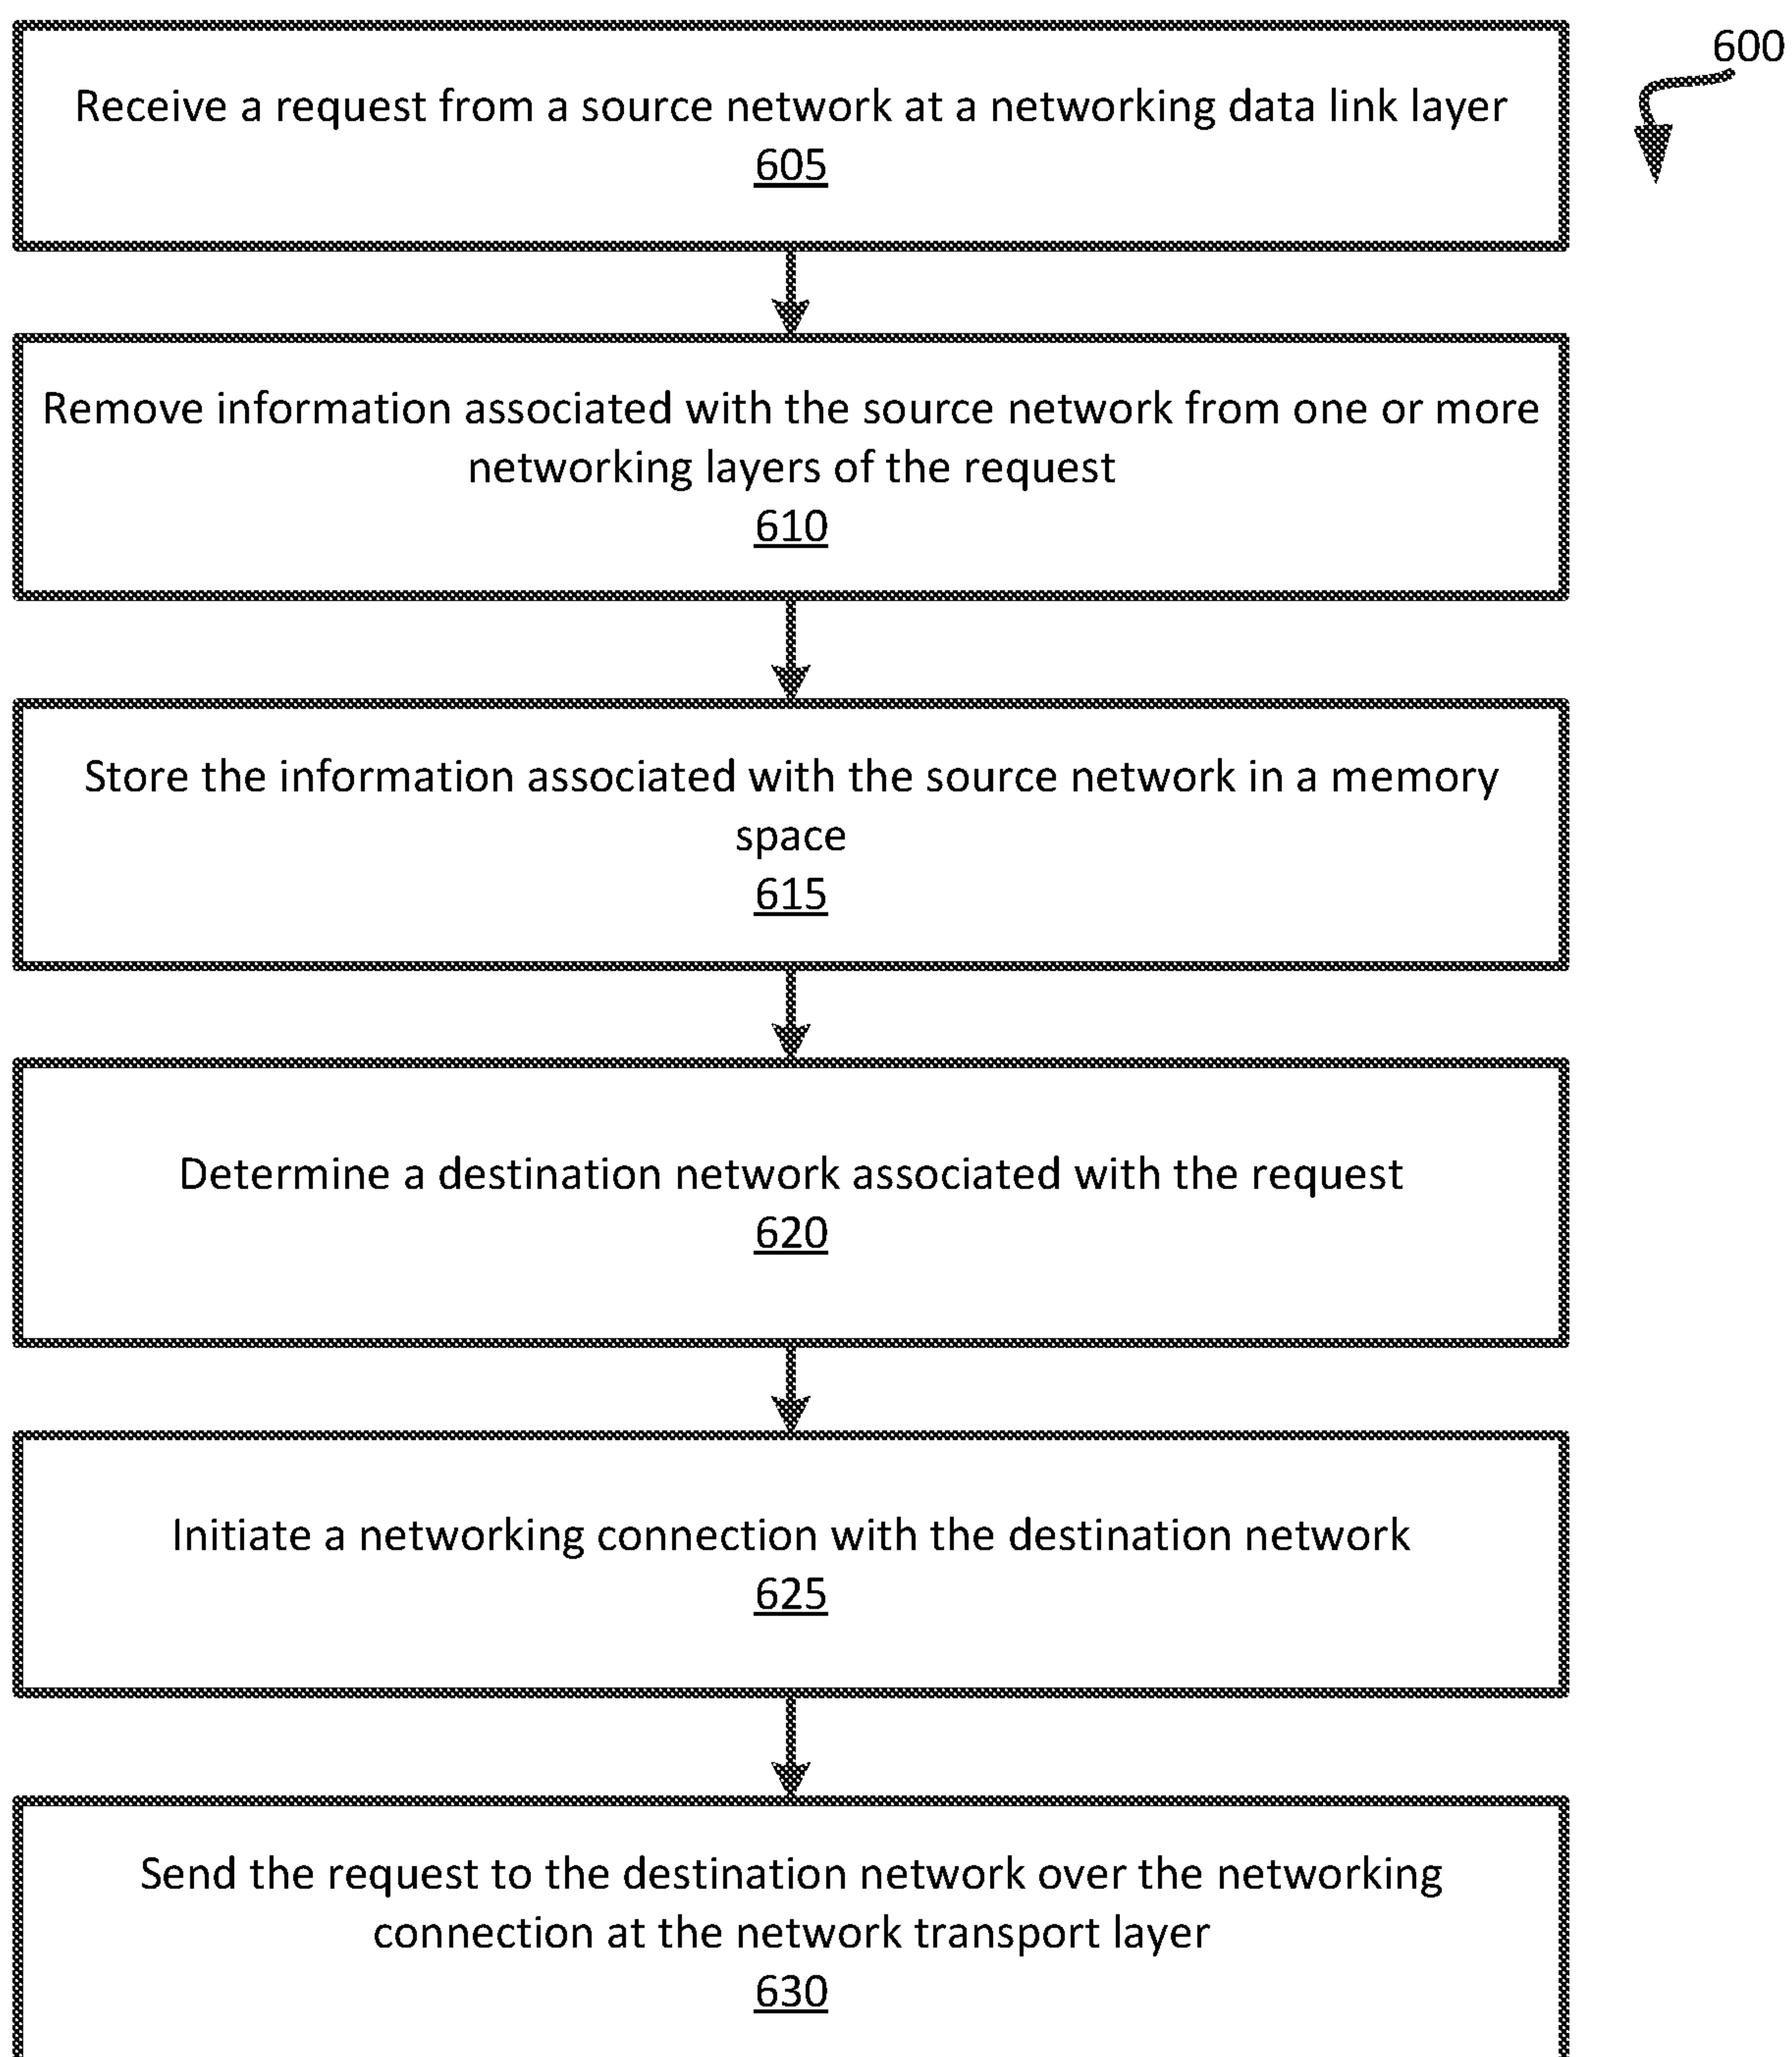 600
Receive a request from a source network at a networking data link layer
605
Remove information associated with the source network from one or more
networking layers of the request
610
Store the information associated with the source network in a memory
space
615
Determine a destination network associated with the request
620
Initiate a networking connection with the destination network
625
Send the request to the destination network over the networking
connection at the network transport layer
630